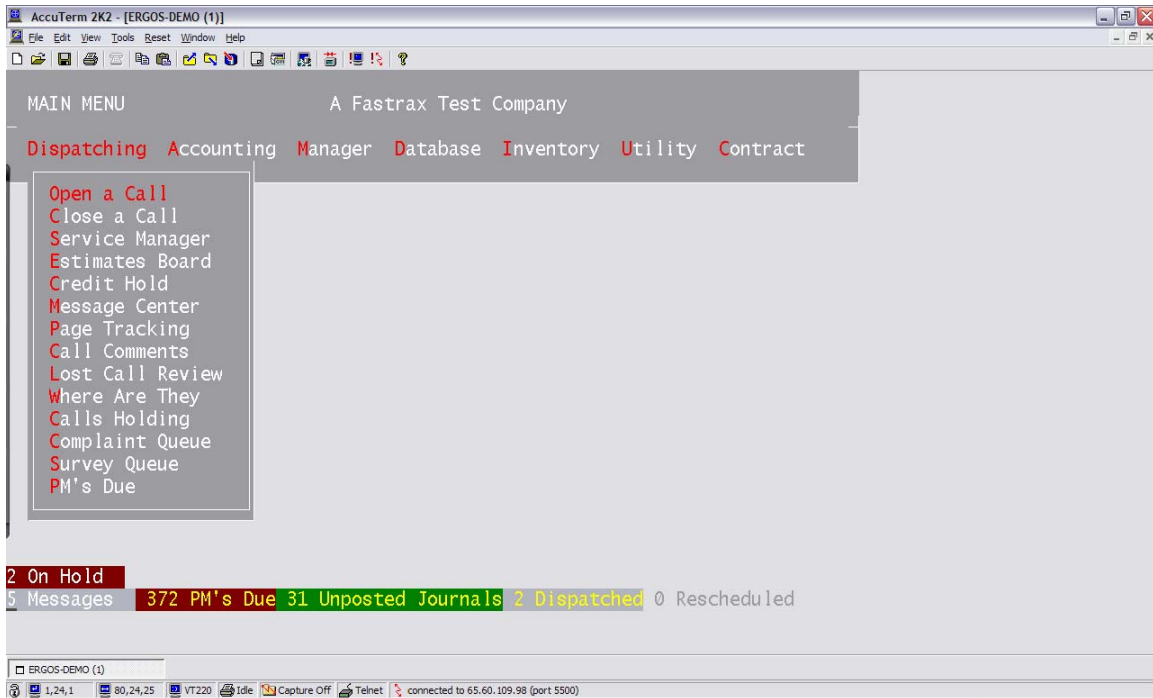 AccuTerm 2K2 - [ERGOS-DEMO (1)]
File Edit View Tools Reset Window Help
MAIN MENU A Fastrax Test Company
Dispatching Accounting Manager Database Inventory Utility Contract
Open a Call
Close a Call
Service Manager
Estimates Board
Credit Hold
Message Center
Page Tracking
Call Comments
Lost Call Review
Where Are They
Calls Holding
Complaint Queue
Survey Queue
PM's Due
2 On Hold
5 Messages 372 PM's Due 31 Unposted Journals 2 Dispatched 0 Rescheduled
ERGOS-DEMO (1)
1,24,1 80,24,25 VT220 Idle Capture Off Telnet connected to 65.60.109.98 (port 5500)